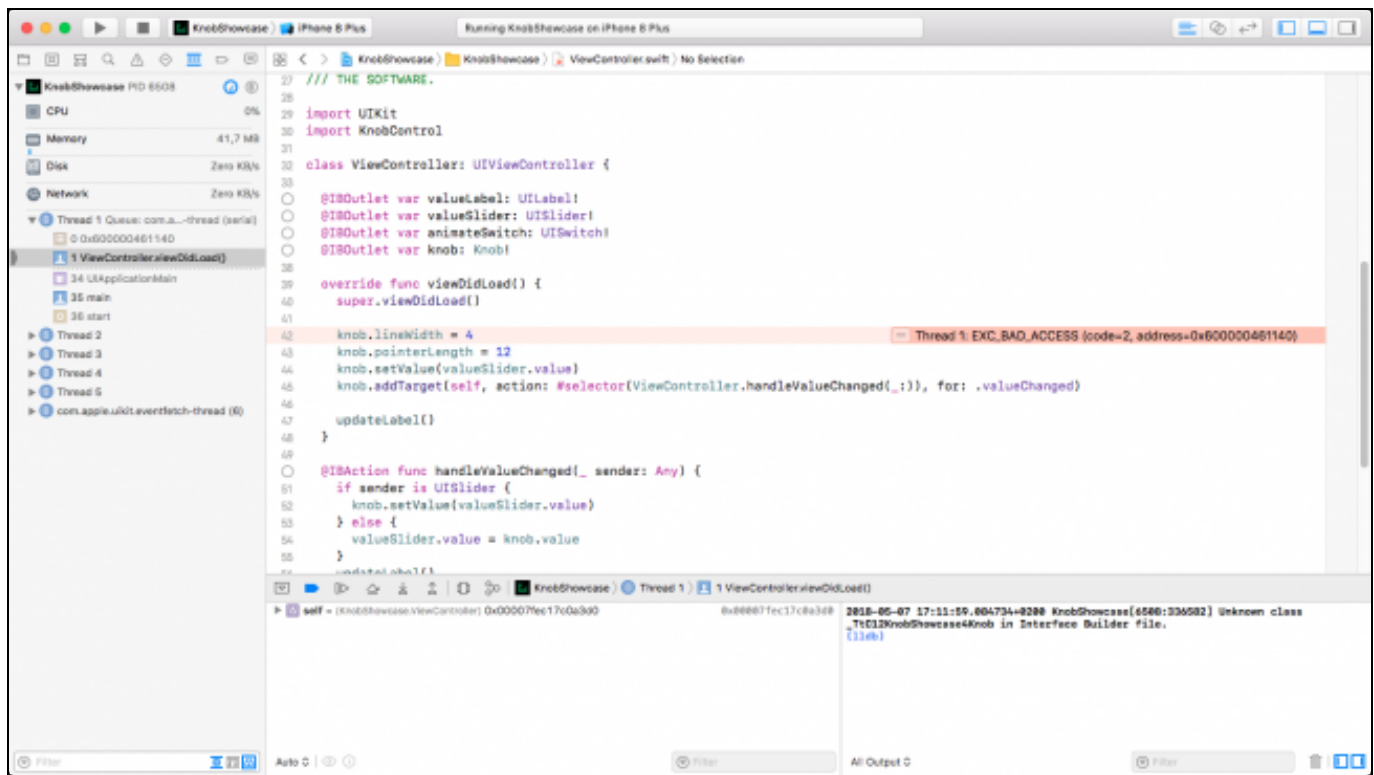 KnobShowcase iPhone 8 Plus
Running KnobShowcase on iPhone 8 Plus
KnobShowcase KnobShowcase ViewController.swift No Selection
KnobShowcase PID 6508
CPU 0%
Memory 41,7 MB
Disk Zero KB/s
Network Zero KB/s
Thread 1 Queue: com.a...-thread (serial)
0 0x600000461140
1 ViewController.viewDidLoad()
34 UIApplicationMain
35 main
36 start
Thread 2
Thread 3
Thread 4
Thread 5
com.apple.uikit.eventfetch-thread (6)
Filter
27 /// THE SOFTWARE.
28
29 import UIKit
30 import KnobControl
31
32 class ViewController: UIViewController {
33
@IBOutlet var valueLabel: UILabel!
@IBOutlet var valueSlider: UISlider!
@IBOutlet var animateSwitch: UISwitch!
@IBOutlet var knob: Knob!
38
39 override func viewDidLoad() {
40 super.viewDidLoad()
41
42 knob.lineWidth = 4 Thread 1: EXC_BAD_ACCESS (code=2, address=0x600000461140)
43 knob.pointerLength = 12
44 knob.setValue(valueSlider.value)
45 knob.addTarget(self, action: #selector(ViewController.handleValueChanged(_:)), for: .valueChanged)
46
47 updateLabel()
48 }
49
@IBAction func handleValueChanged(_ sender: Any) {
51 if sender is UISlider {
52 knob.setValue(valueSlider.value)
53 } else {
54 valueSlider.value = knob.value
55 }
updateLabel()
KnobShowcase Thread 1 1 ViewController.viewDidLoad()
self = (KnobShowcase.ViewController) 0x00007fec17c0a3d0 0x00007fec17c0a3d0
Auto Filter
2018-05-07 17:11:59.084734+0200 KnobShowcase[6508:336582] Unknown class
_TtC12KnobShowcase4Knob in Interface Builder file.
(lldb)
All Output Filter